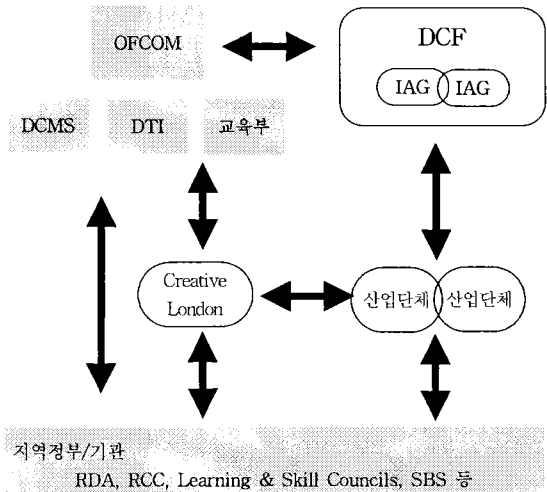 OFCOM
DCF
IAG IAG
DCMS DTI 교육부
Creative
London
산업단체 산업단체
지역정부/기관
RDA, RCC, Learning & Skill Councils, SBS 등